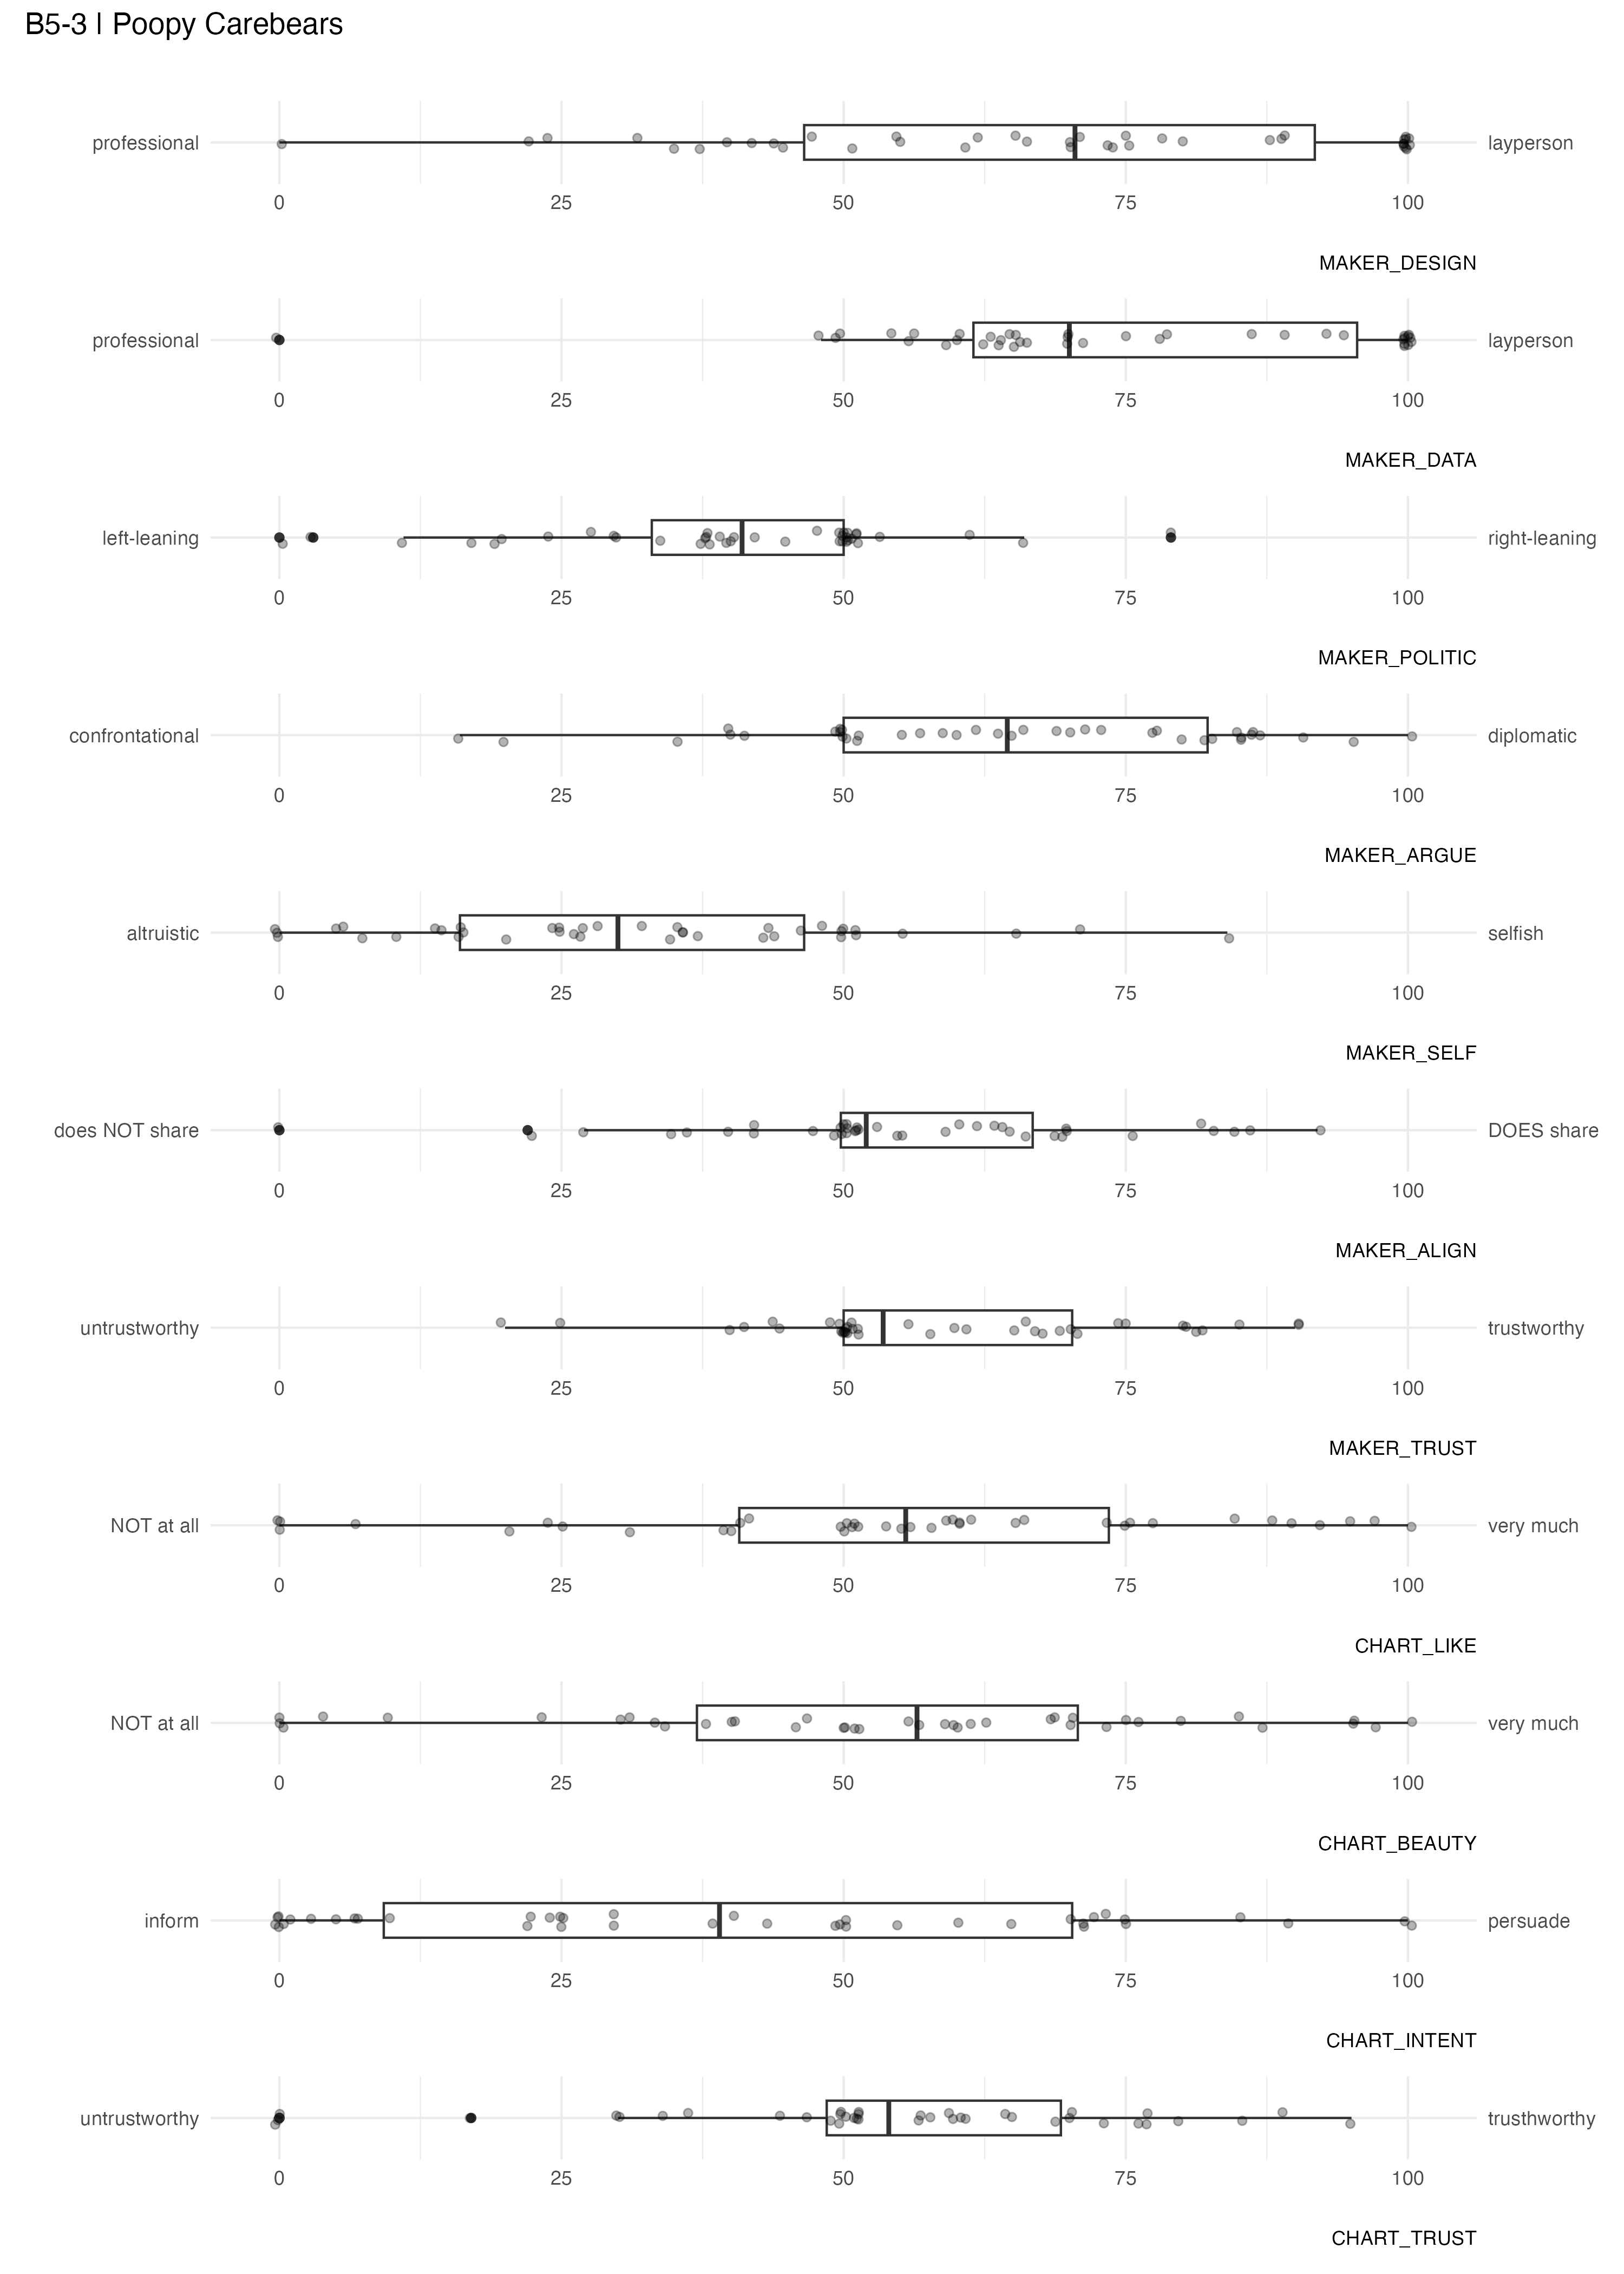 B5-3 | Poopy Carebears
professional layperson
0 25 50 75 100
MAKER_DESIGN
professional layperson
0 25 50 75 100
MAKER_DATA
left-leaning right-leaning
0 25 50 75 100
MAKER_POLITIC
confrontational diplomatic
0 25 50 75 100
MAKER_ARGUE
altruistic selfish
0 25 50 75 100
MAKER_SELF
does NOT share DOES share
0 25 50 75 100
MAKER_ALIGN
untrustworthy trustworthy
0 25 50 75 100
MAKER_TRUST
NOT at all very much
0 25 50 75 100
CHART_LIKE
NOT at all very much
0 25 50 75 100
CHART_BEAUTY
inform persuade
0 25 50 75 100
CHART_INTENT
untrustworthy trusthworthy
0 25 50 75 100
CHART_TRUST